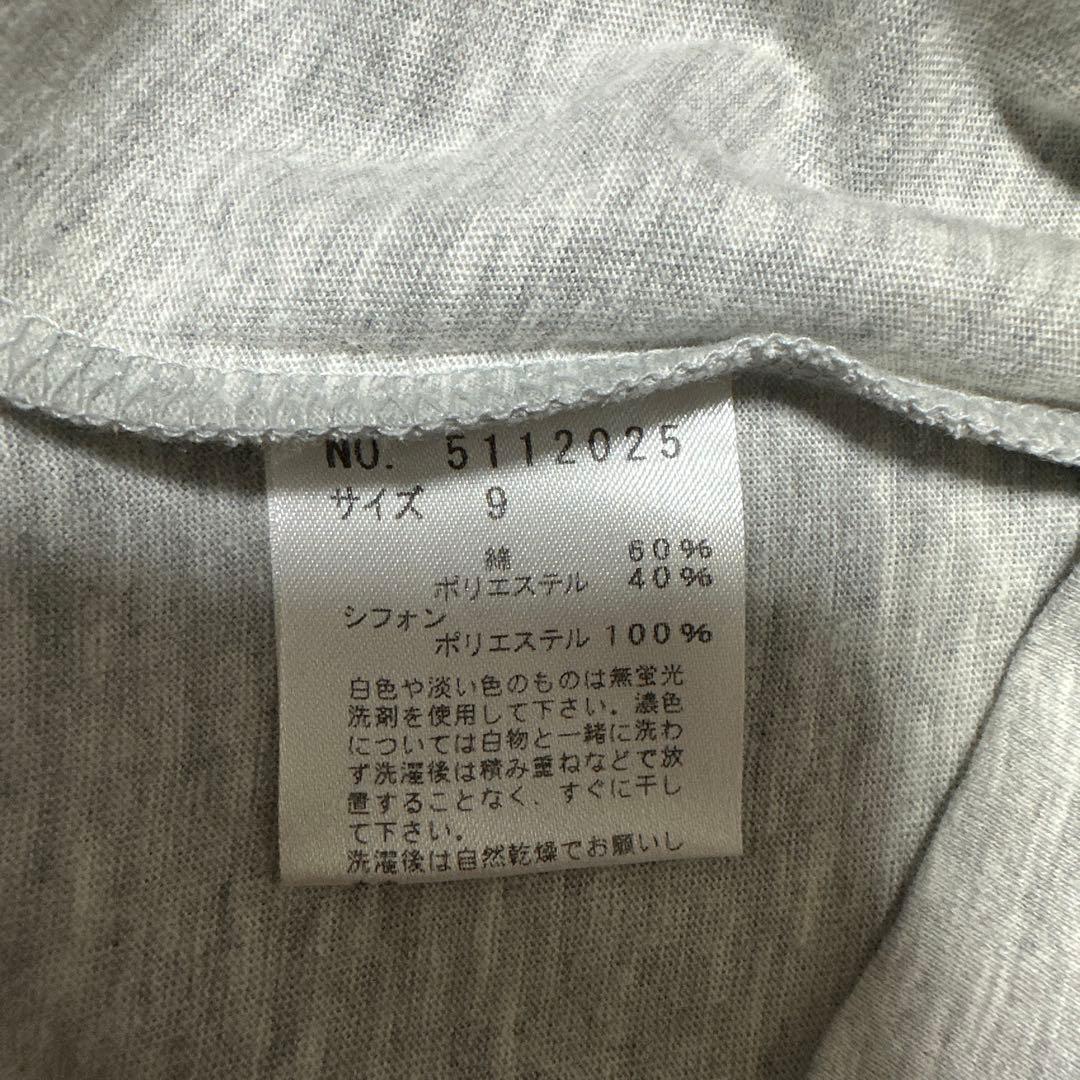 NO. 5112025
サイズ 9
綿 60%
ポリエステル 40%
シフォン
ポリエステル 100%
白色や淡い色のものは無蛍光
洗剤を使用して下さい。濃色
については白物と一緒に洗わ
ず洗濯後は積み重ねなどで放
置することなく、すぐに干し
て下さい。
洗濯後は自然乾燥でお願いし